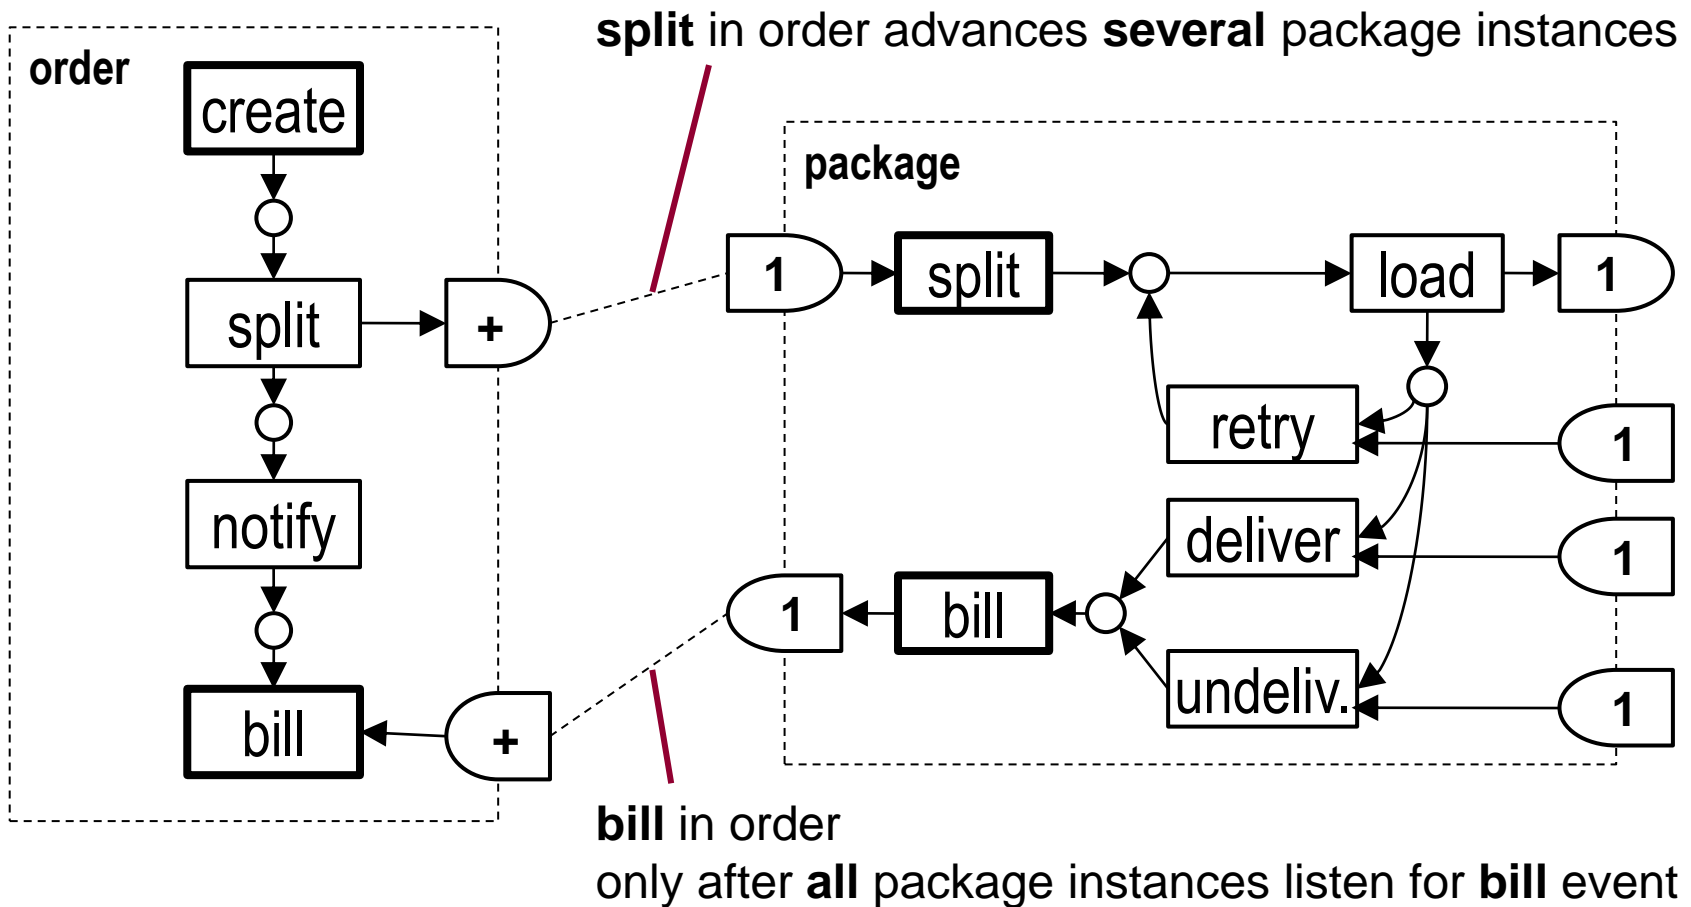 split in order advances several package instances
order
create
package
1
split
load
1
split
+
retry
1
notify
deliver
1
1
bill
undeliv.
1
bill
+
bill in order
only after all package instances listen for bill event